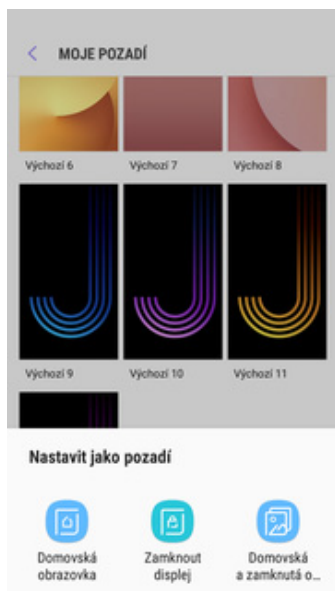 MOJE POZADÍ
Výchozí 6 Výchozí 7 Výchozí 8
Výchozí 9 Výchozí 10 Výchozí 11
Nastavit jako pozadí
Domovská obrazovka
Zamknout displej
Domovská a zamknutá o...